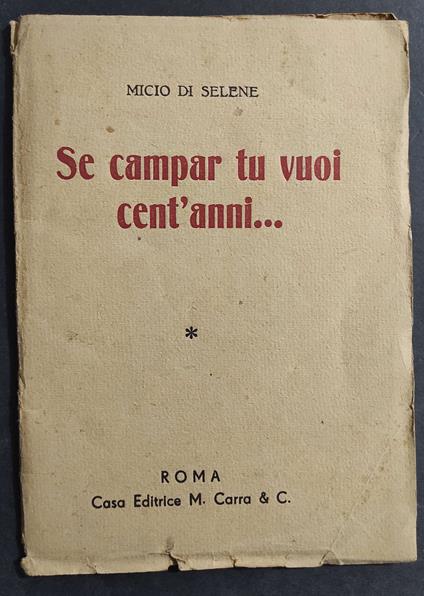 MICIO DI SELENE
Se campar tu vuoi
cent'anni...
*
ROMA
Casa Editrice M. Carra & C.